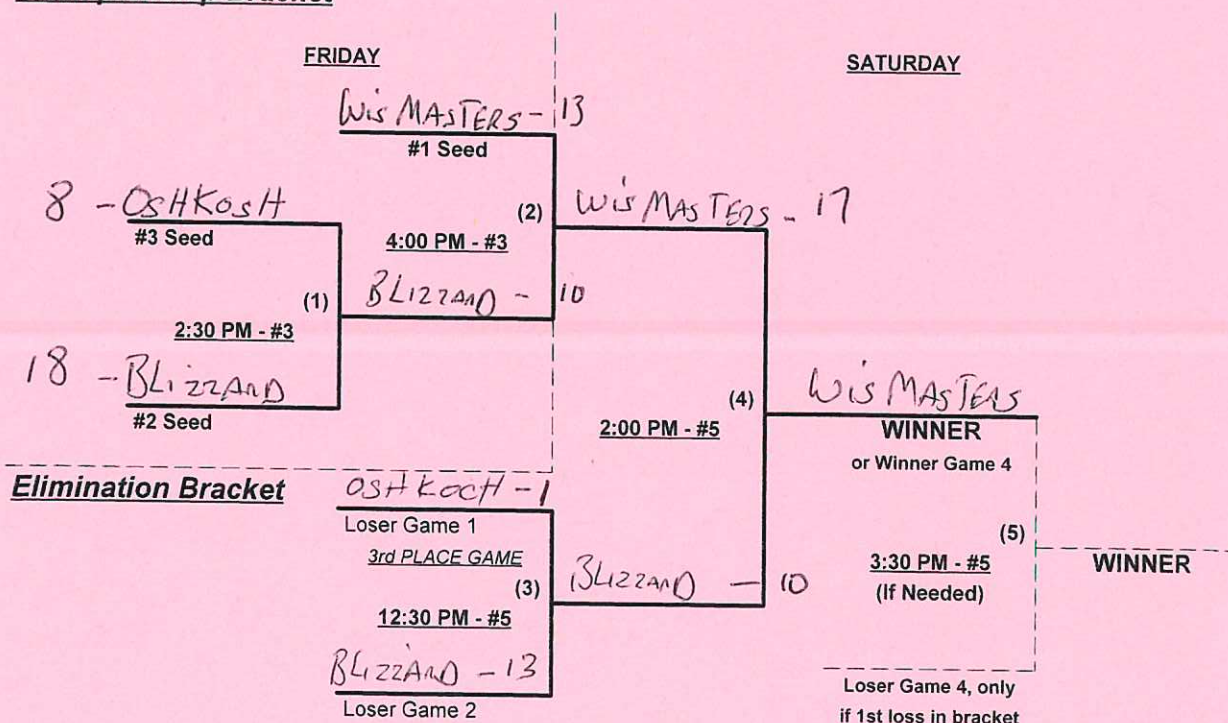 FRIDAY
SATURDAY
Wis MASTERS - 13
#1 Seed
8 - OSHKOSH
#3 Seed
(2)
4:00 PM - #3
Wis MASTERS - 17
(1)
2:30 PM - #3
BLIZZARD - 10
18 - BLIZZARD
#2 Seed
(4)
2:00 PM - #5
Wis MASTERS
WINNER
or Winner Game 4
Elimination Bracket
OSHKOCH - 1
Loser Game 1
3rd PLACE GAME
(3)
12:30 PM - #5
BLIZZARD - 10
(5)
3:30 PM - #5
(If Needed)
WINNER
BLIZZARD - 13
Loser Game 2
Loser Game 4, only
if 1st loss in bracket